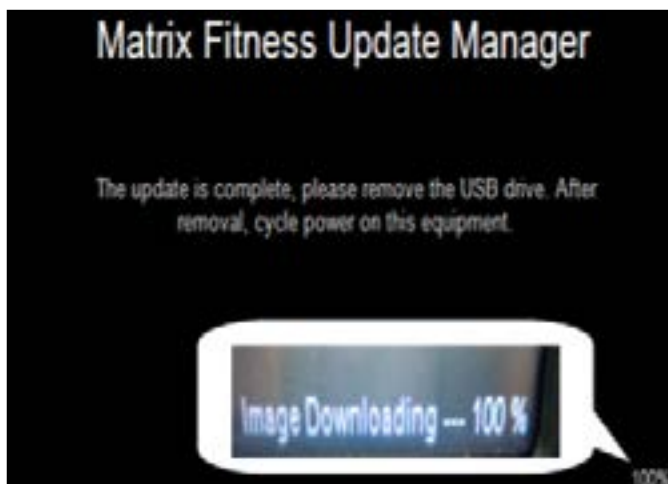 Matrix Fitness Update Manager
The update is complete, please remove the USB drive. After
removal, cycle power on this equipment.
Image Downloading --- 100 %
100%